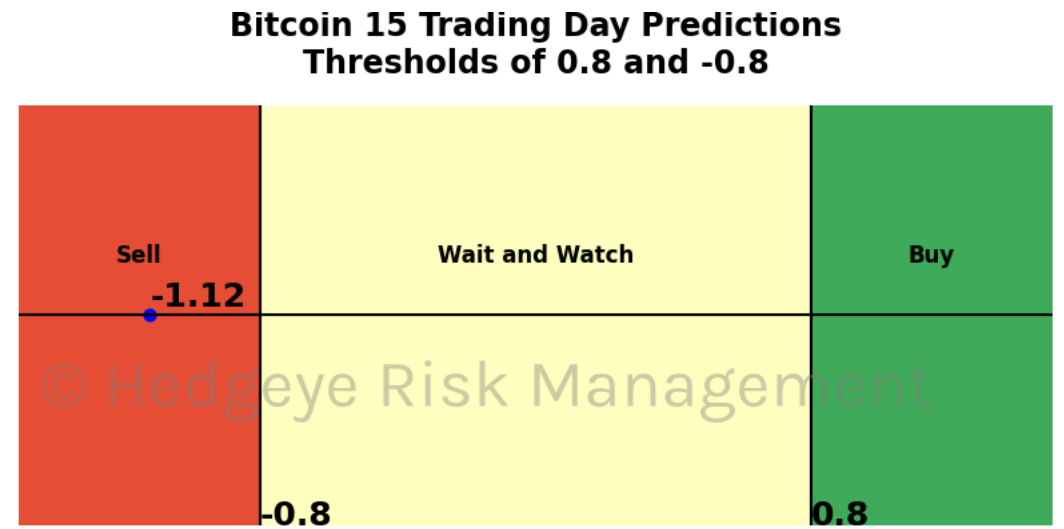 Bitcoin 15 Trading Day Predictions
Thresholds of 0.8 and -0.8
Sell
Wait and Watch
Buy
-1.12
© Hedgeye Risk Management
-0.8
0.8